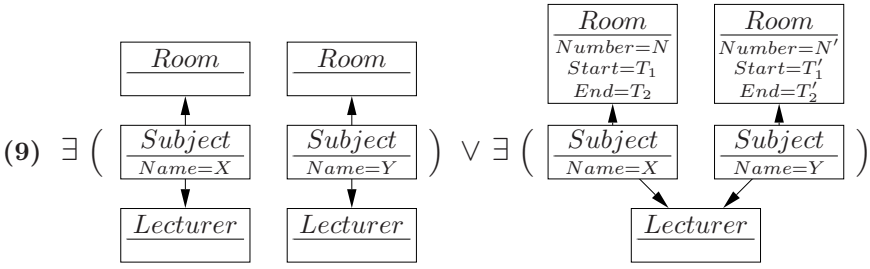 Room Room Room Room
Number=N Number=N'
Start=T₁ Start=T'₁
End=T₂ End=T'₂
(9) ∃ ( Subject Subject ) ∨ ∃ ( Subject Subject )
Name=X Name=Y Name=X Name=Y
Lecturer Lecturer Lecturer